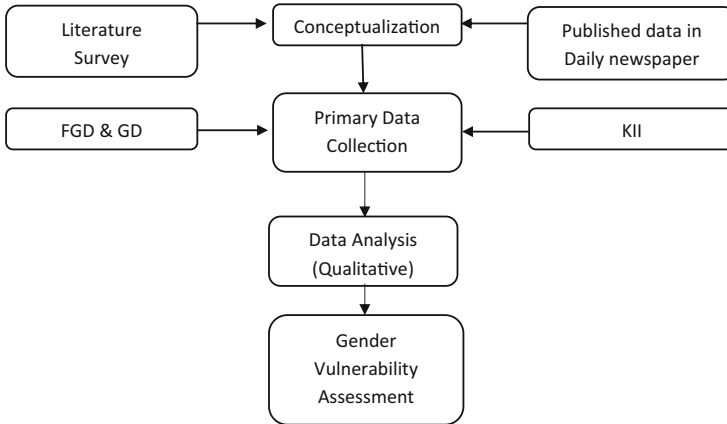 Literature
Survey
Conceptualization
Published data in
Daily newspaper
FGD & GD
Primary Data
Collection
KII
Data Analysis
(Qualitative)
Gender
Vulnerability
Assessment